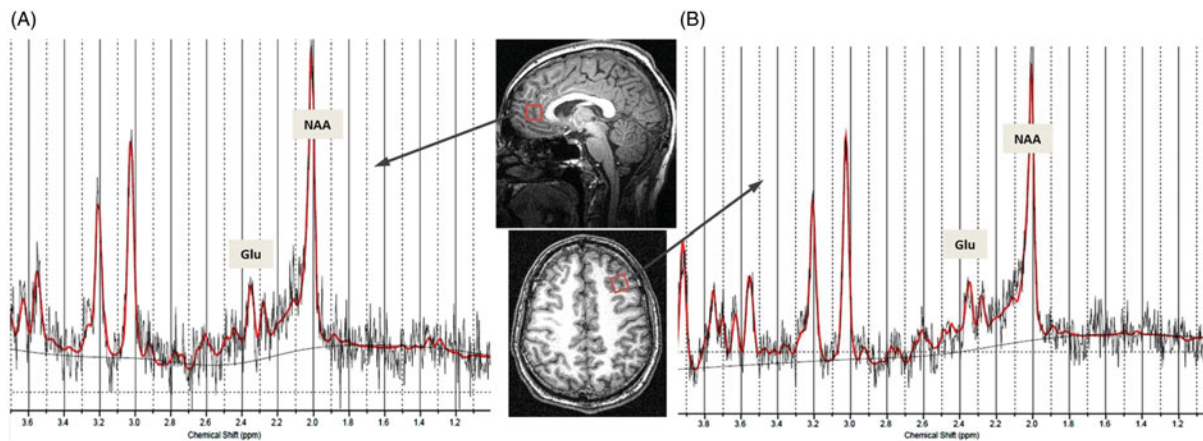 (A)
(B)
NAA
Glu
3.6 3.4 3.2 3.0 2.8 2.6 2.4 2.2 2.0 1.8 1.6 1.4 1.2
Chemical Shift (ppm)
NAA
Glu
3.8 3.6 3.4 3.2 3.0 2.8 2.6 2.4 2.2 2.0 1.8 1.6 1.4 1.2
Chemical Shift (ppm)